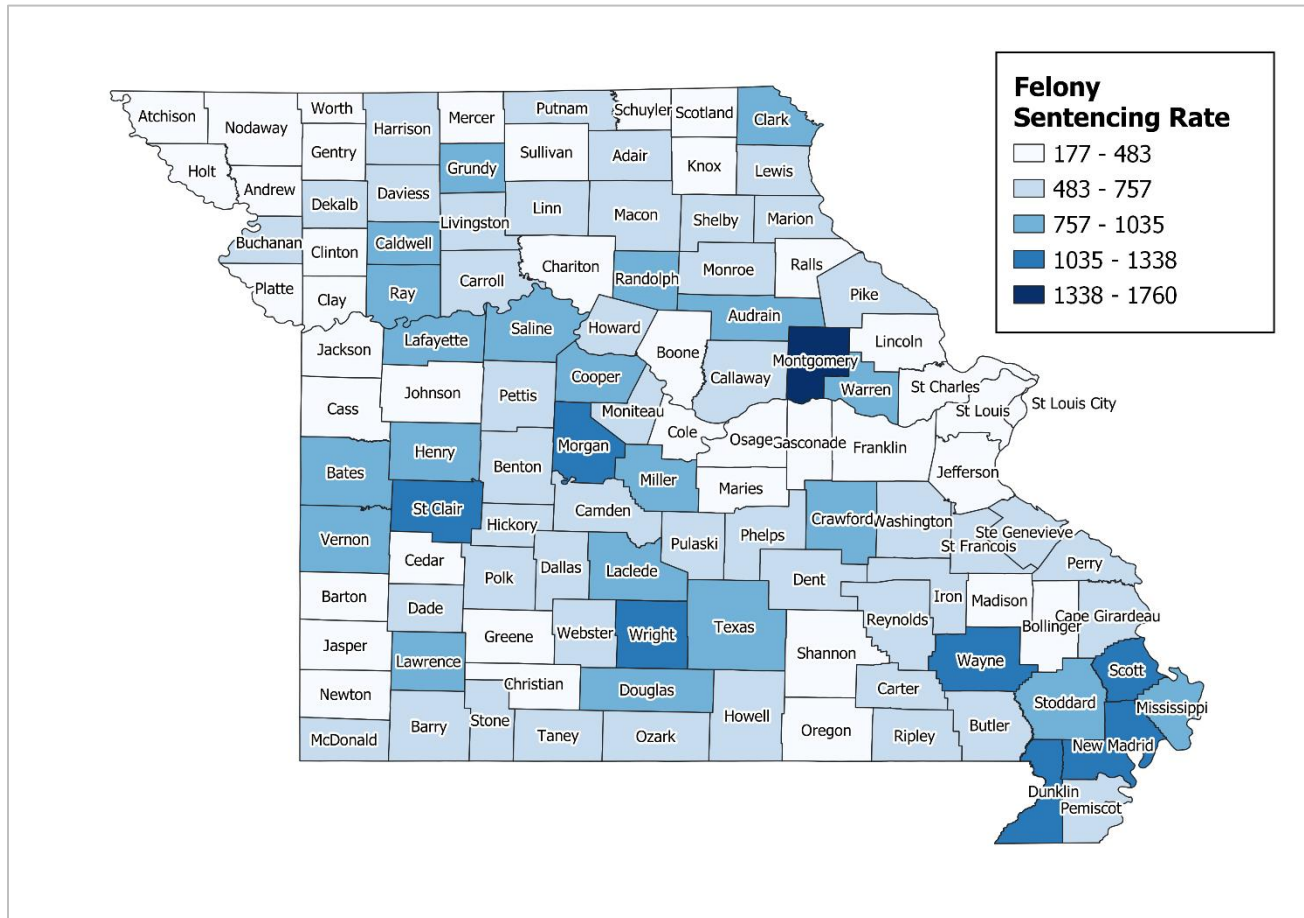 Felony
Sentencing Rate
177 - 483
483 - 757
757 - 1035
1035 - 1338
1338 - 1760
Atchison
Nodaway
Worth
Harrison
Mercer
Putnam
Schuyler
Scotland
Clark
Holt
Gentry
Grundy
Sullivan
Adair
Knox
Lewis
Andrew
Dekalb
Daviess
Livingston
Linn
Macon
Shelby
Marion
Buchanan
Clinton
Caldwell
Platte
Clay
Ray
Carroll
Chariton
Randolph
Monroe
Ralls
Pike
Jackson
Lafayette
Saline
Howard
Boone
Audrain
Montgomery
Lincoln
Cass
Johnson
Pettis
Cooper
Moniteau
Callaway
Warren
St Charles
St Louis
St Louis City
Bates
Henry
Benton
Morgan
Cole
Osage
Gasconade
Franklin
Jefferson
Miller
Maries
Vernon
St Clair
Hickory
Camden
Pulaski
Phelps
Crawford
Washington
St Francois
Ste Genevieve
Perry
Cedar
Polk
Dallas
Laclede
Dent
Iron
Madison
Bollinger
Cape Girardeau
Barton
Dade
Greene
Webster
Wright
Texas
Shannon
Reynolds
Wayne
Scott
Jasper
Lawrence
Christian
Douglas
Howell
Carter
Stoddard
Mississippi
Newton
McDonald
Barry
Stone
Taney
Ozark
Oregon
Ripley
Butler
New Madrid
Dunklin
Pemiscot